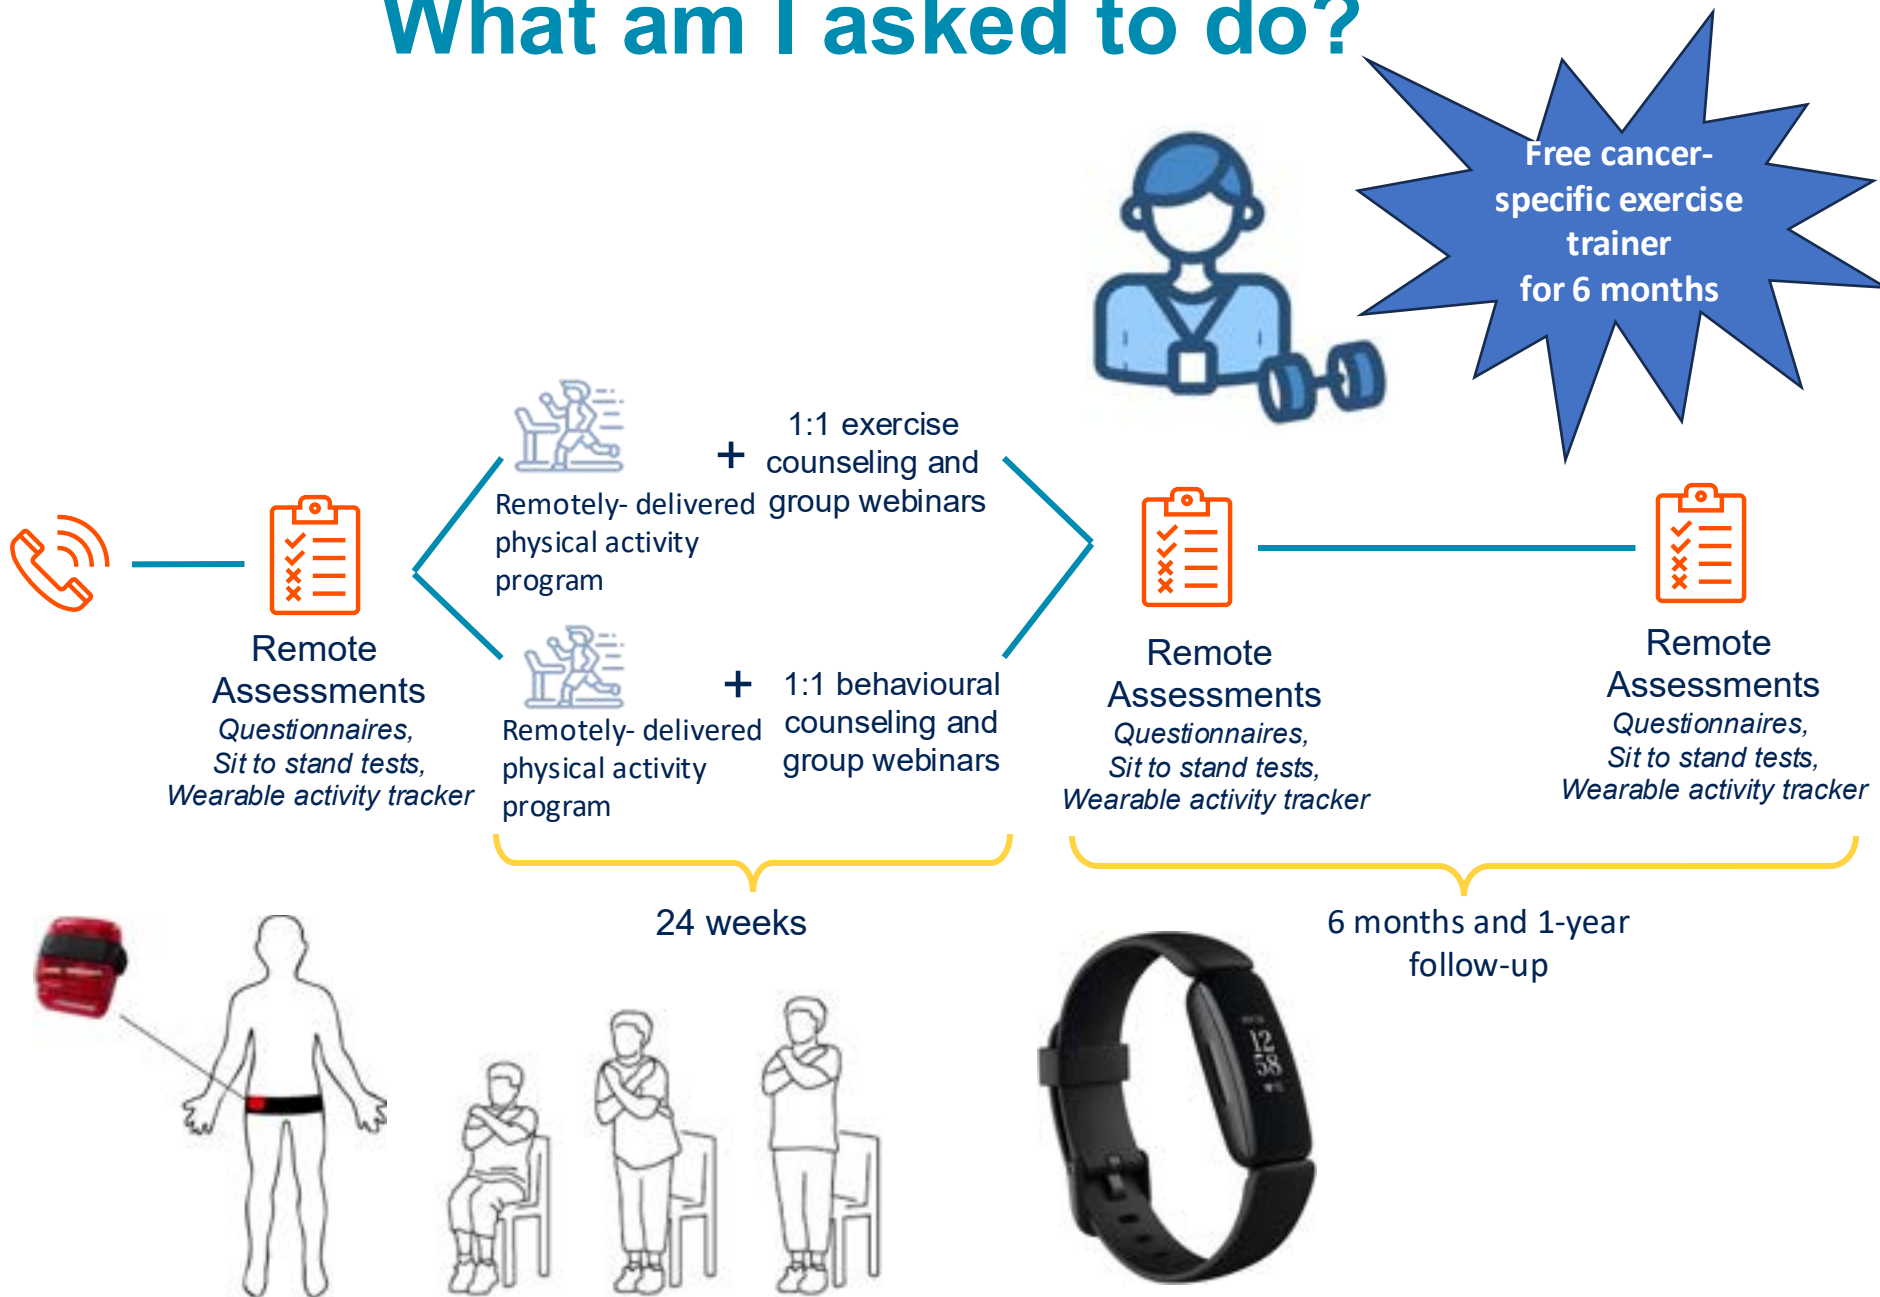 What am I asked to do?
Free cancer-
specific exercise
trainer
for 6 months
1:1 exercise
counseling and
group webinars
+
Remotely- delivered
physical activity
program
Remote
Assessments
Questionnaires,
Sit to stand tests,
Wearable activity tracker
+
1:1 behavioural
counseling and
group webinars
Remotely- delivered
physical activity
program
Remote
Assessments
Questionnaires,
Sit to stand tests,
Wearable activity tracker
Remote
Assessments
Questionnaires,
Sit to stand tests,
Wearable activity tracker
24 weeks
6 months and 1-year
follow-up
12
58